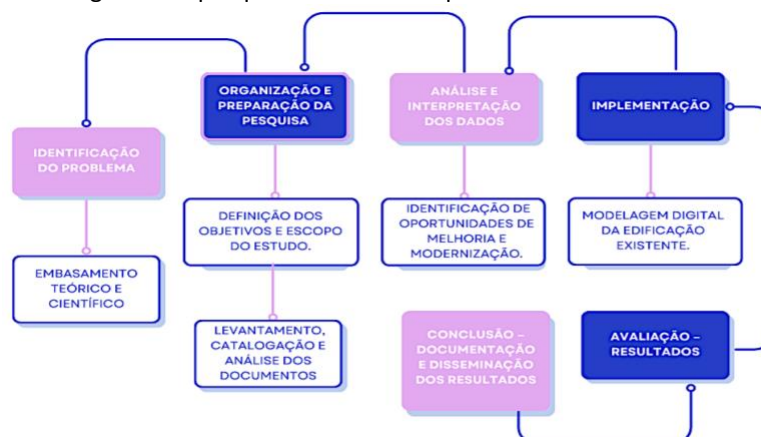 ORGANIZAÇÃO E
PREPARAÇÃO DA
PESQUISA
ANÁLISE E
INTERPRETAÇÃO
DOS DADOS
IMPLEMENTAÇÃO
IDENTIFICAÇÃO
DO PROBLEMA
DEFINIÇÃO DOS
OBJETIVOS E ESCOPO
DO ESTUDO.
IDENTIFICAÇÃO DE
OPORTUNIDADES DE
MELHORIA E
MODERNIZAÇÃO.
MODELAGEM DIGITAL
DA EDIFICAÇÃO
EXISTENTE.
EMBASAMENTO
TEÓRICO E
CIENTÍFICO
LEVANTAMENTO,
CATALOGAÇÃO E
ANÁLISE DOS
DOCUMENTOS
CONCLUSÃO –
DOCUMENTAÇÃO
E DISSEMINAÇÃO
DOS RESULTADOS
AVALIAÇÃO –
RESULTADOS